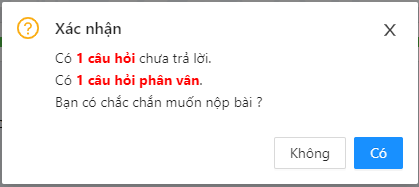 Xác nhận
Có 1 câu hỏi chưa trả lời.
Có 1 câu hỏi phân vân.
Bạn có chắc chắn muốn nộp bài ?
Không
Có